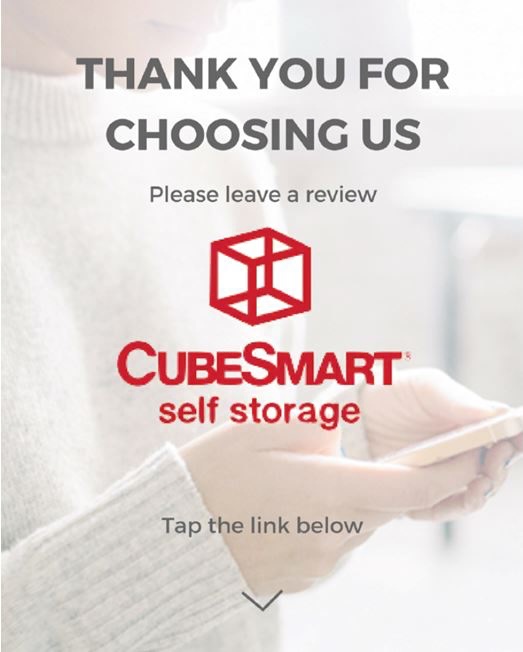 THANK YOU FOR
CHOOSING US
Please leave a review
CUBESMART®
self storage
Tap the link below